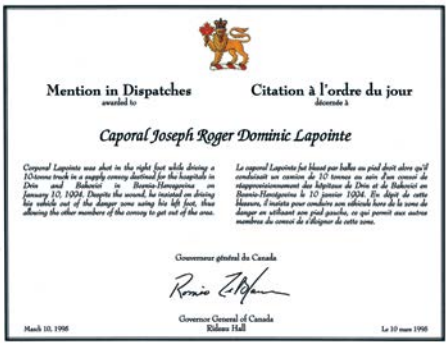 Mention in Dispatches
awarded to
Citation à l'ordre du jour
décernée à
Caporal Joseph Roger Dominic Lapointe
Corporal Lapointe was shot in the right foot while driving a
10-tonne truck in a supply convoy destined for the hospitals in
Drin and Bakovici in Bosnia-Herzegovina on
January 10, 1994. Despite the wound, he insisted on driving
his vehicle out of the danger zone using his left foot, thus
allowing the other members of the convoy to get out of the area.
Le caporal Lapointe fut blessé par balles au pied droit alors qu'il
conduisait un camion de 10 tonnes au sein d'un convoi de
réapprovisionnement des hôpitaux de Drin et de Bakovici en
Bosnie-Herzégovine le 10 janvier 1994. En dépit de cette
blessure, il insista pour conduire son véhicule hors de la zone de
danger en utilisant son pied gauche, ce qui permit aux autres
membres du convoi de s'éloigner de cette zone.
Gouverneur général du Canada
Governor General of Canada
Rideau Hall
March 10, 1998
Le 10 mars 1998